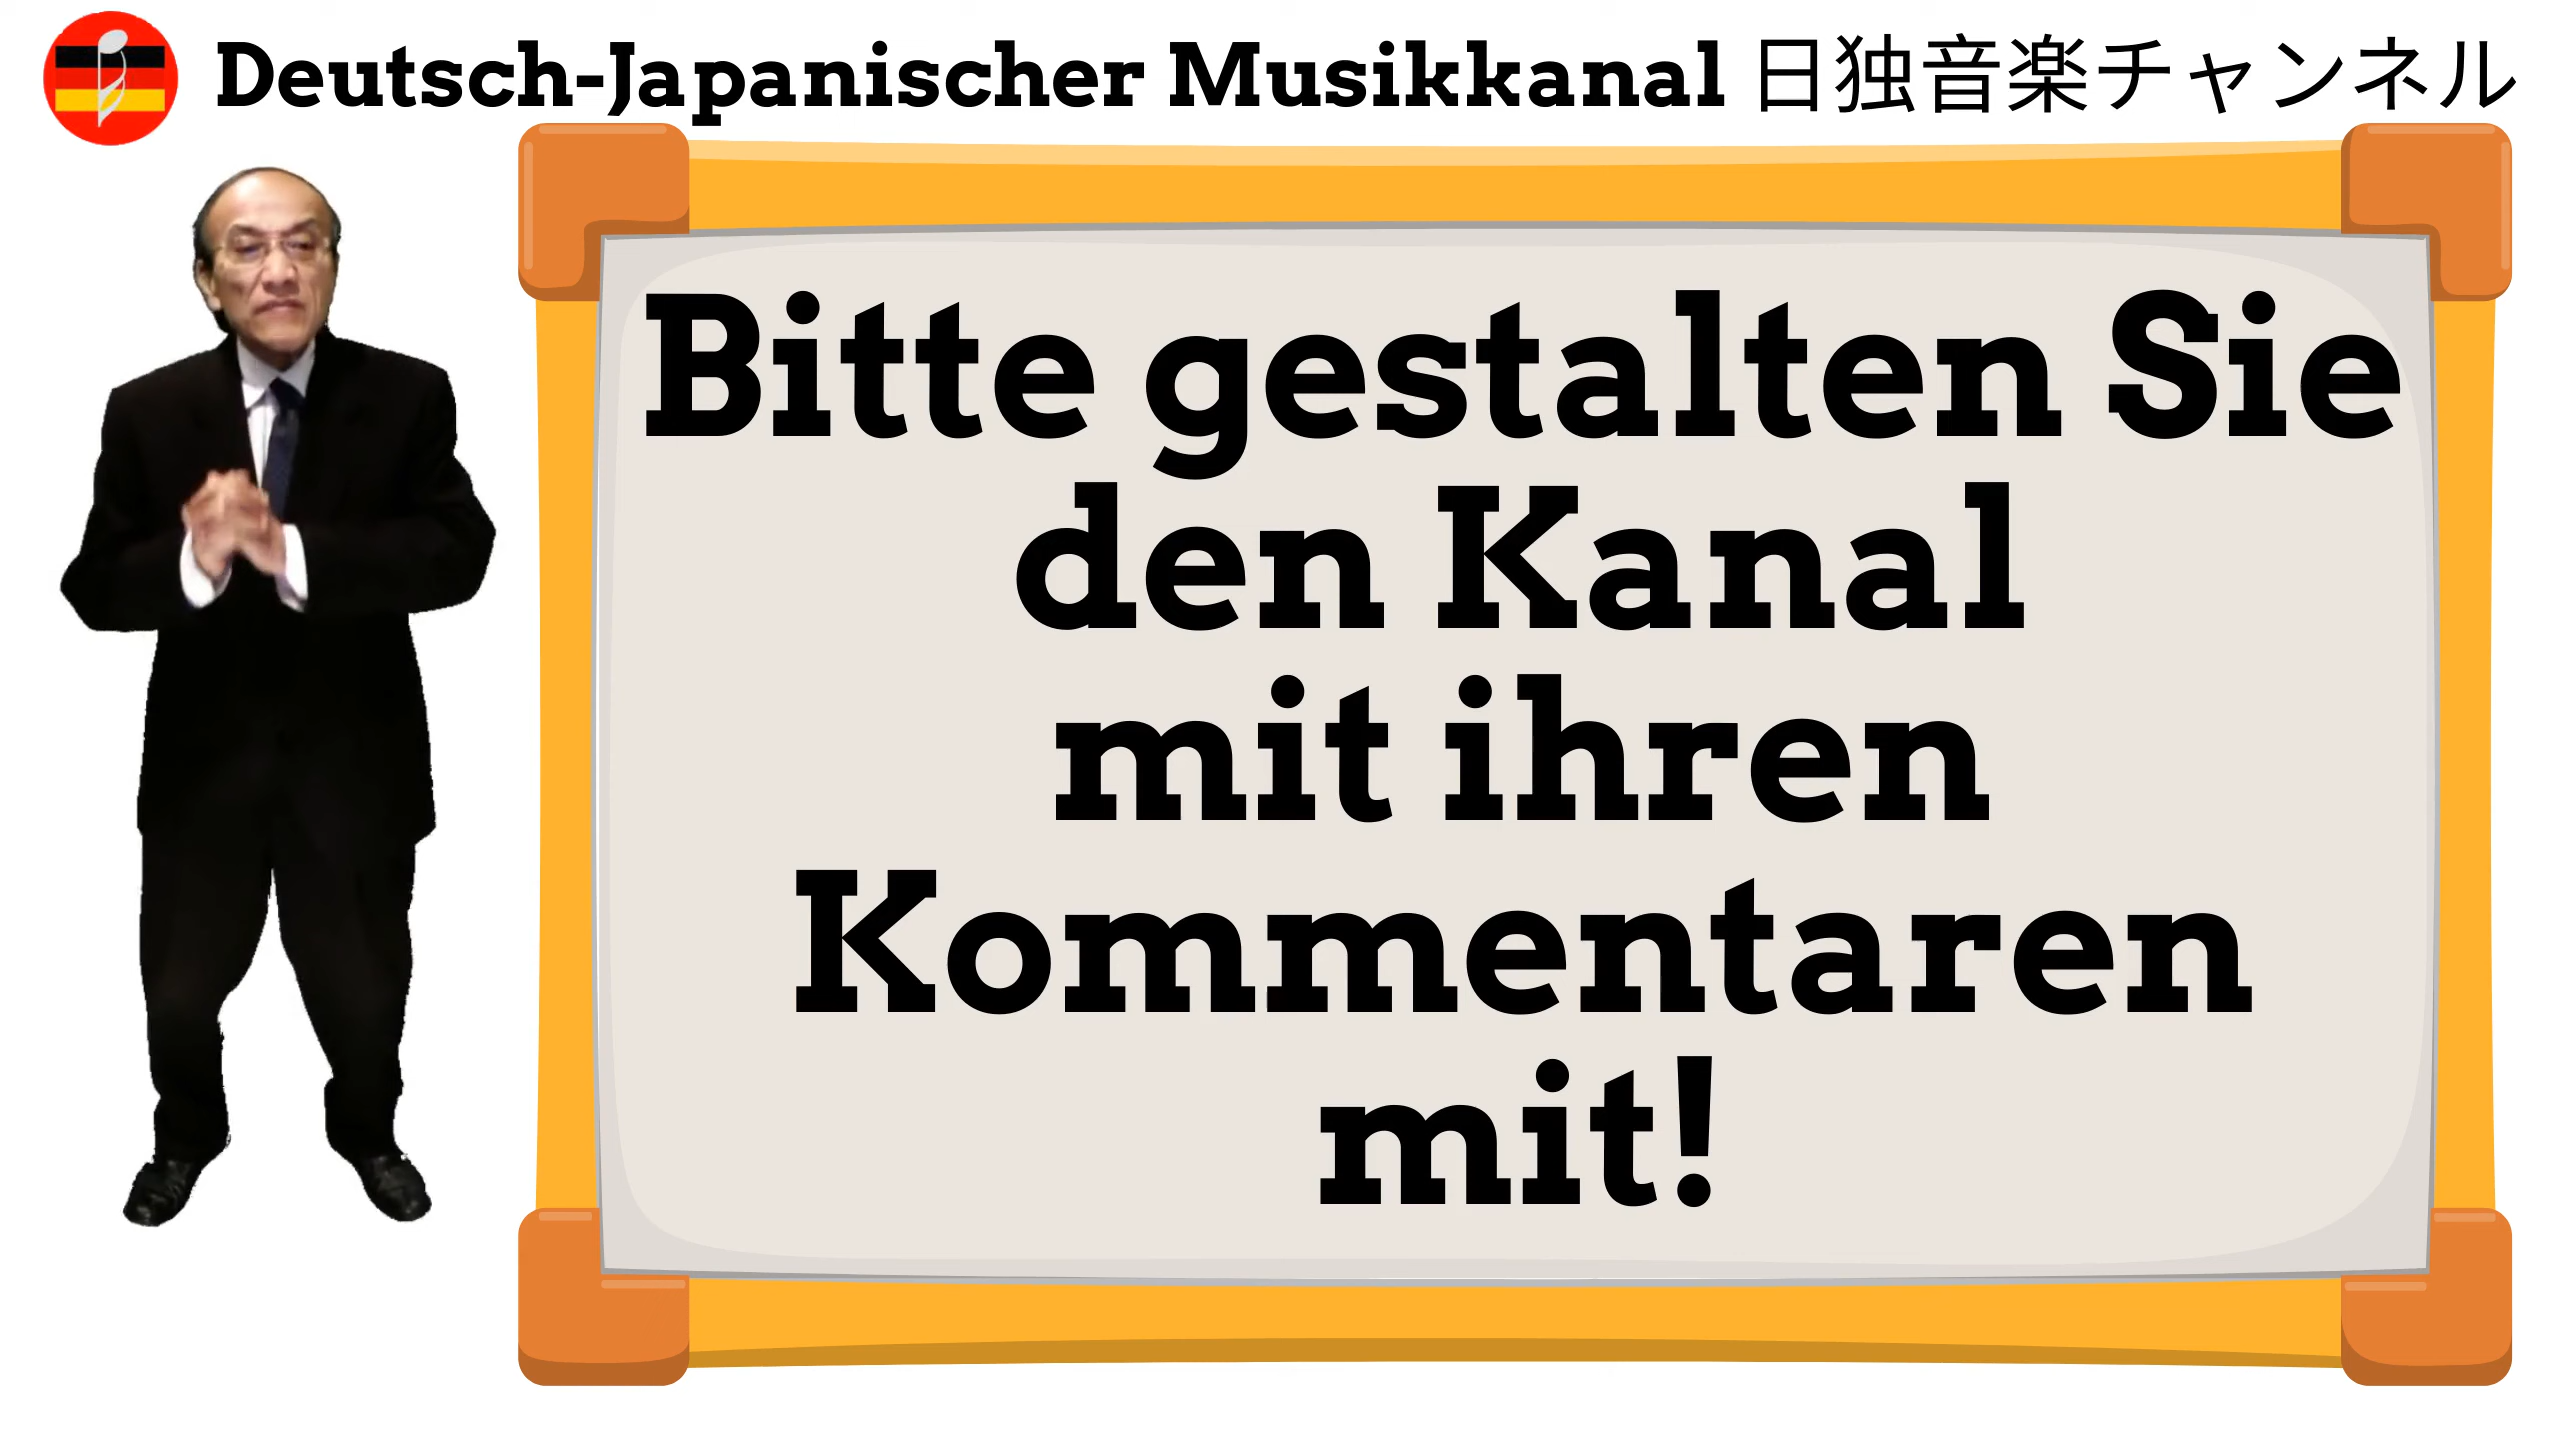 Deutsch-Japanischer Musikkanal 日独音楽チャンネル
Bitte gestalten Sie
den Kanal
mit ihren
Kommentaren
mit!